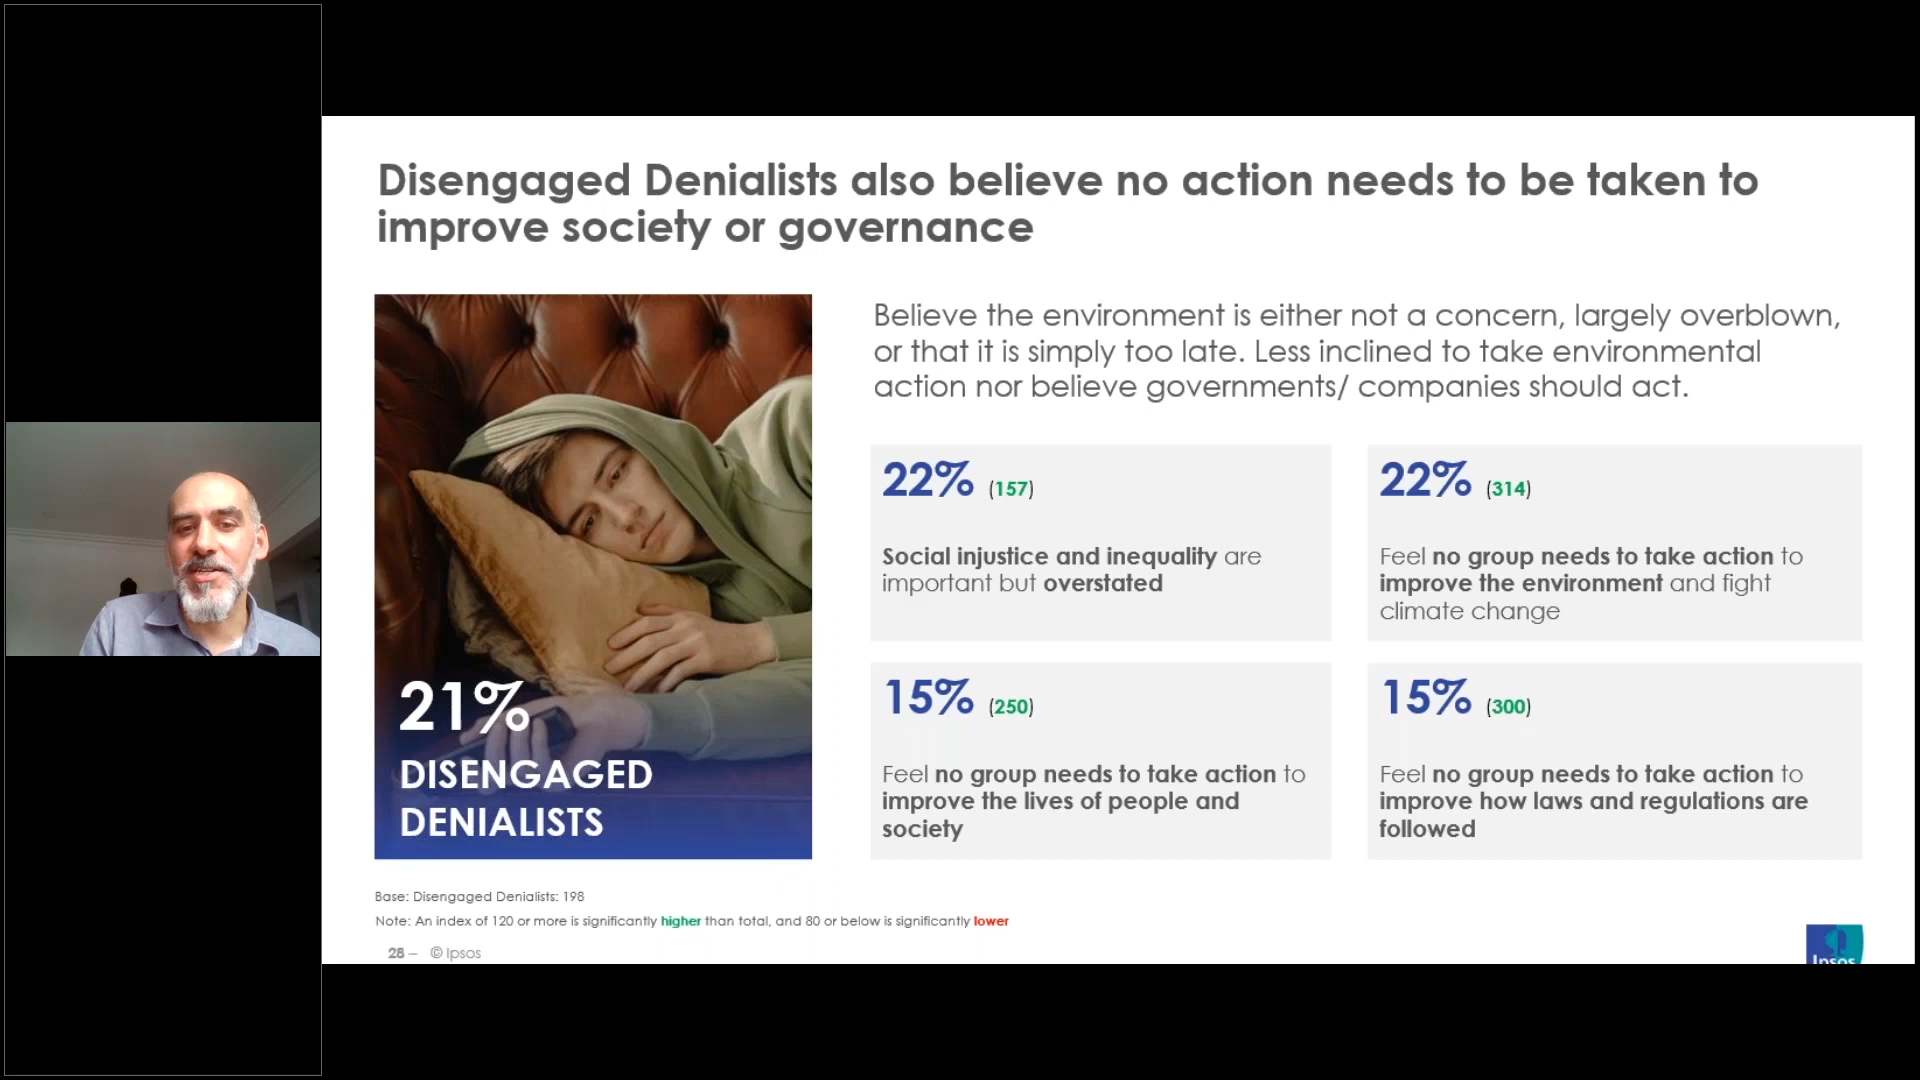 Disengaged Denialists also believe no action needs to be taken to
improve society or governance
Believe the environment is either not a concern, largely overblown,
or that it is simply too late. Less inclined to take environmental
action nor believe governments/ companies should act.
21%
DISENGAGED
DENIALISTS
22% (157)
Social injustice and inequality are
important but overstated
22% (314)
Feel no group needs to take action to
improve the environment and fight
climate change
15% (250)
Feel no group needs to take action to
improve the lives of people and
society
15% (300)
Feel no group needs to take action to
improve how laws and regulations are
followed
Base: Disengaged Denialists: 198
Note: An index of 120 or more is significantly higher than total, and 80 or below is significantly lower
28 – © Ipsos
Ipsos